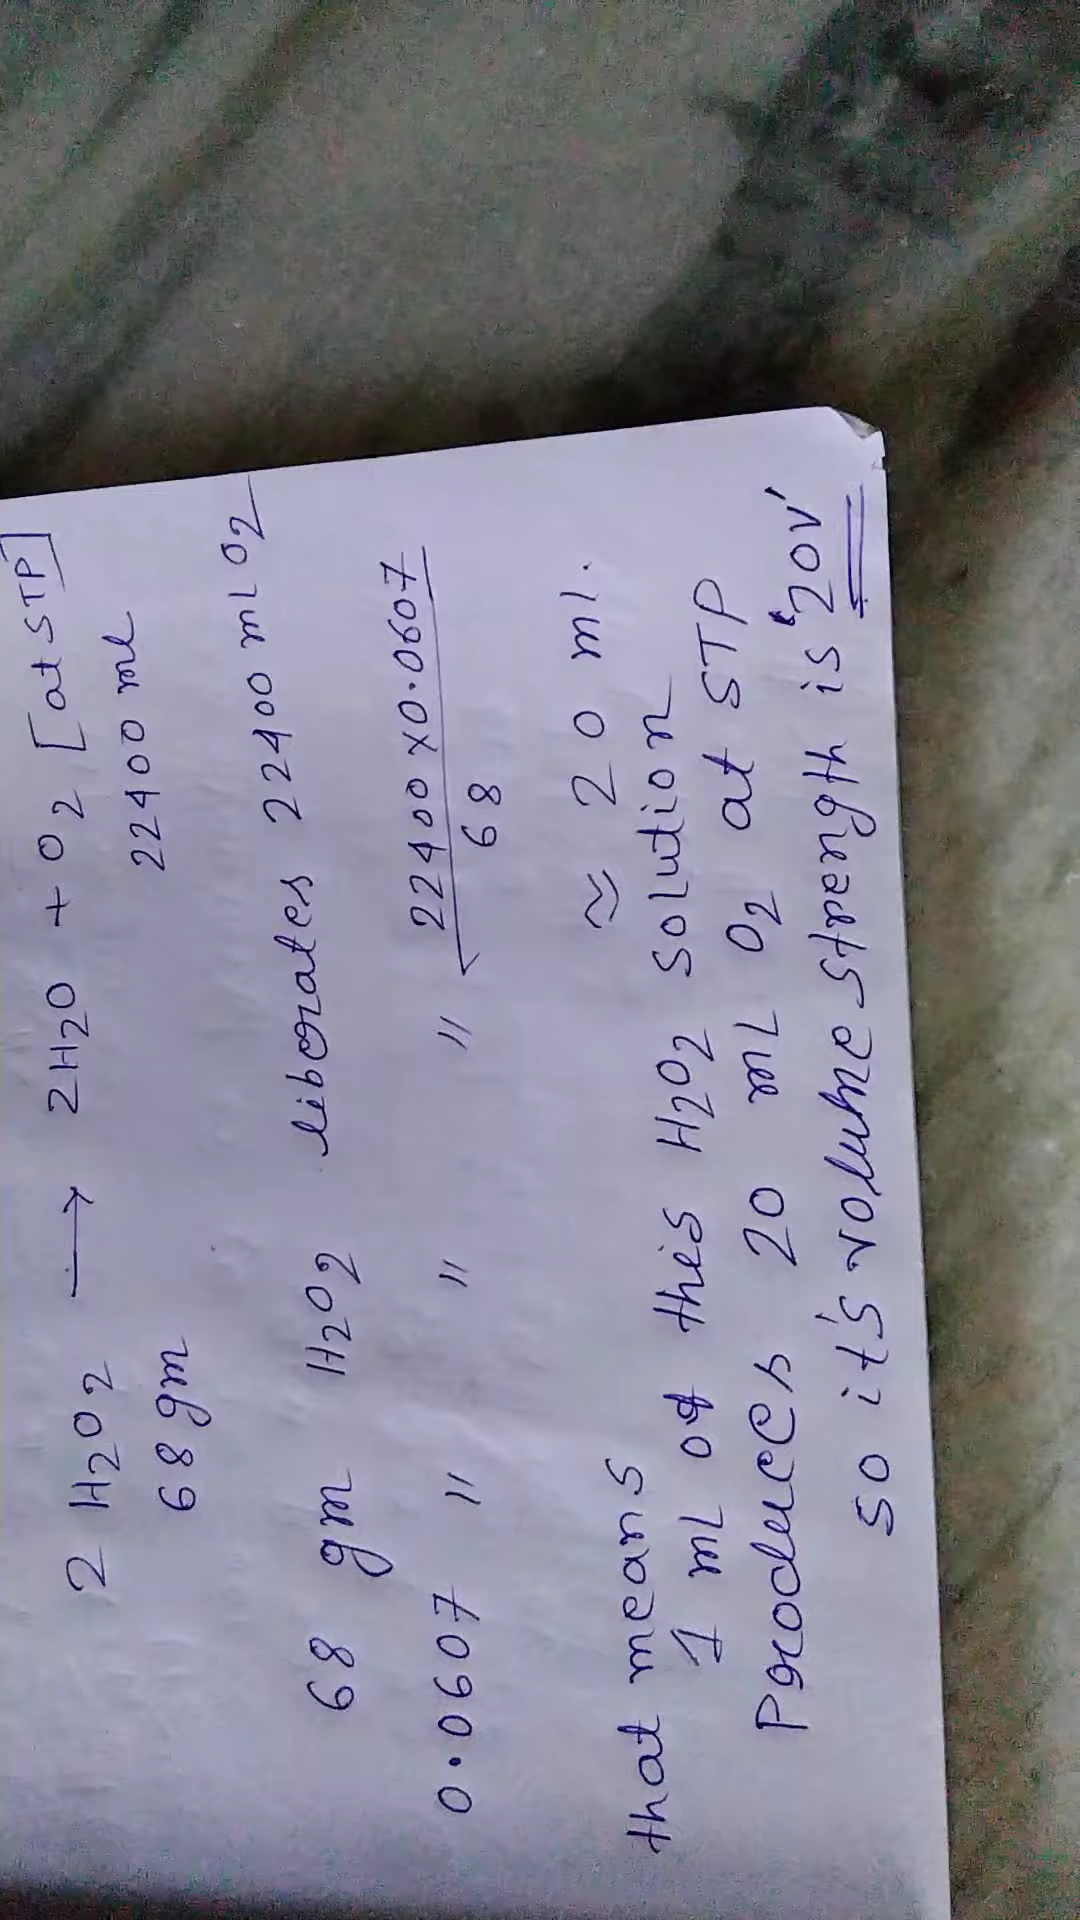 2 H2O2 → 2H2O + O2 [at STP]
68 gm 22400 ml
68 gm H2O2 liberates 22400 mL O2
0.0607 " " " 22400 x 0.0607 / 68
≈ 20 ml.
that means
1 mL of this H2O2 solution
Produces 20 mL O2 at STP
so it's volume strength is '20V'